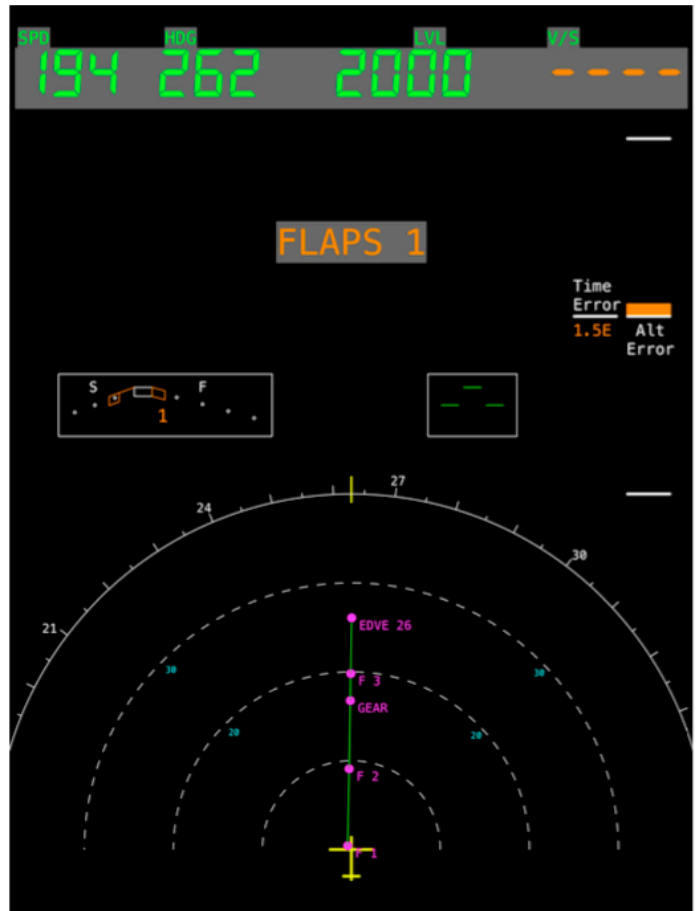 SPD HDG LVL V/S
194 262 2000 ----
FLAPS 1
Time
Error
1.5E
Alt
Error
S F
1
27
24
30
21
EDVE 26
30 30
F 3
GEAR
20 20
F 2
F 1